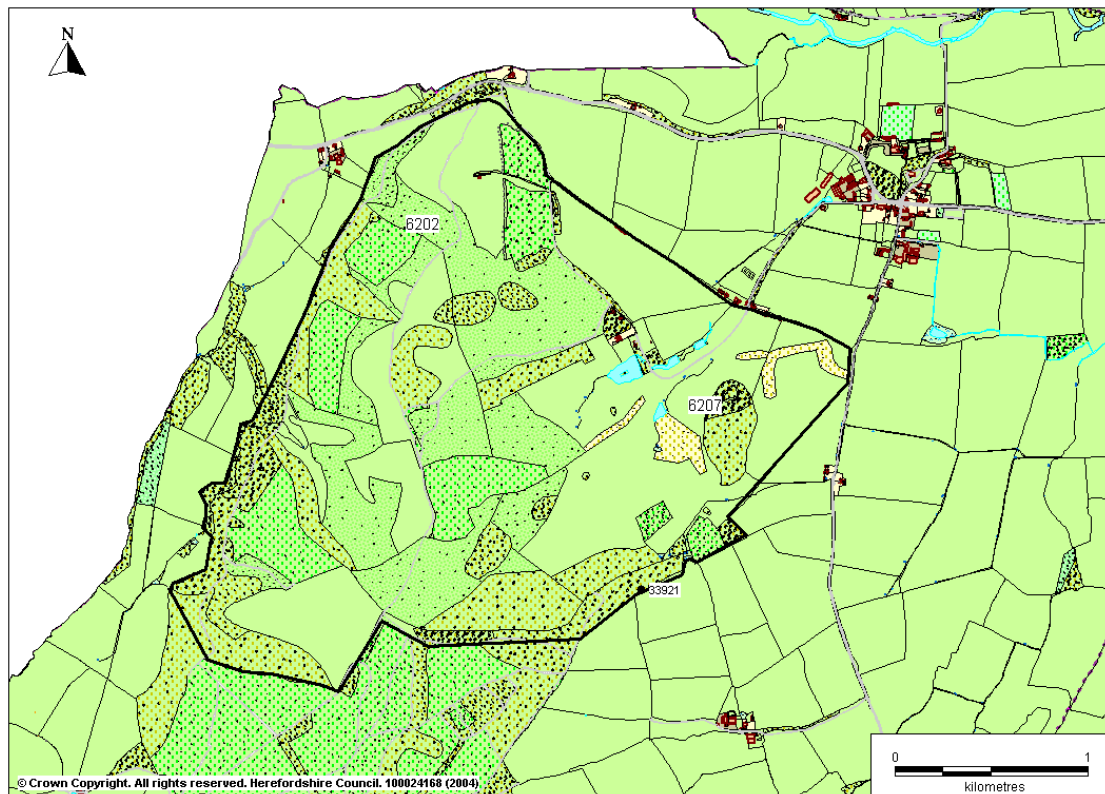 N
6202
6207
33921
© Crown Copyright. All rights reserved. Herefordshire Council. 100024168 (2004)
0 1
kilometres